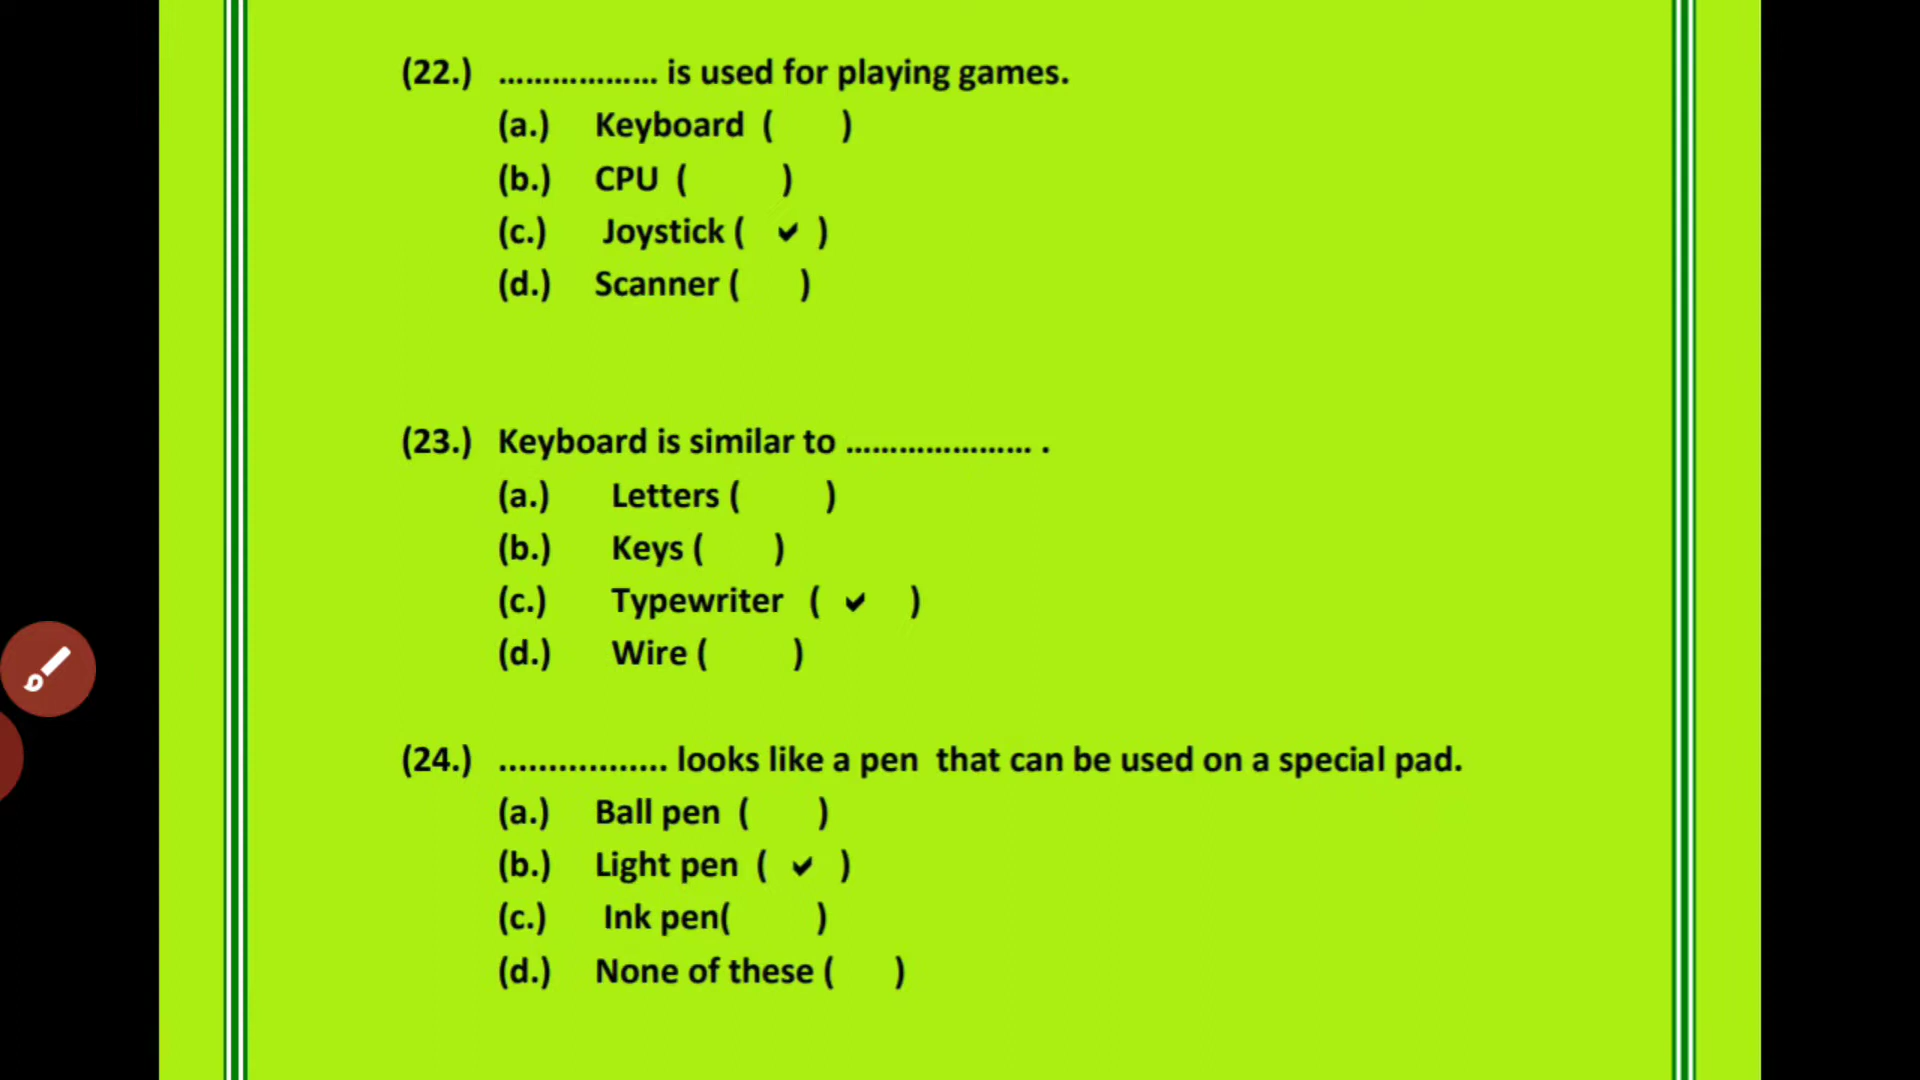 (22.) .................. is used for playing games.
(a.) Keyboard ( )
(b.) CPU ( )
(c.) Joystick ( ✔ )
(d.) Scanner ( )
(23.) Keyboard is similar to ..................... .
(a.) Letters ( )
(b.) Keys ( )
(c.) Typewriter ( ✔ )
(d.) Wire ( )
(24.) ................. looks like a pen that can be used on a special pad.
(a.) Ball pen ( )
(b.) Light pen ( ✔ )
(c.) Ink pen( )
(d.) None of these ( )